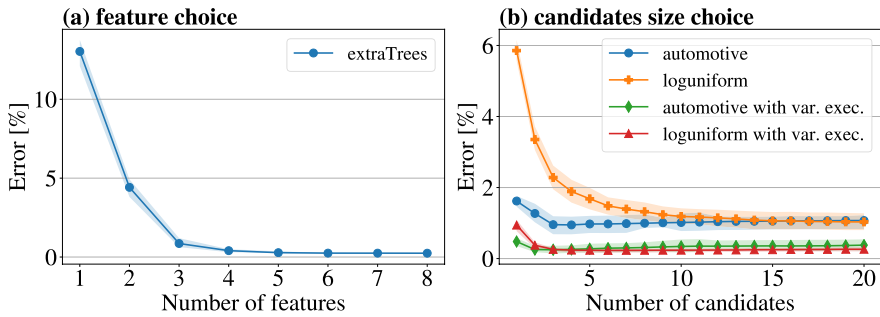 (a) feature choice
Error [%]
10
5
0
extraTrees
1 2 3 4 5 6 7 8
Number of features
(b) candidates size choice
Error [%]
6
4
2
0
automotive
loguniform
automotive with var. exec.
loguniform with var. exec.
5 10 15 20
Number of candidates